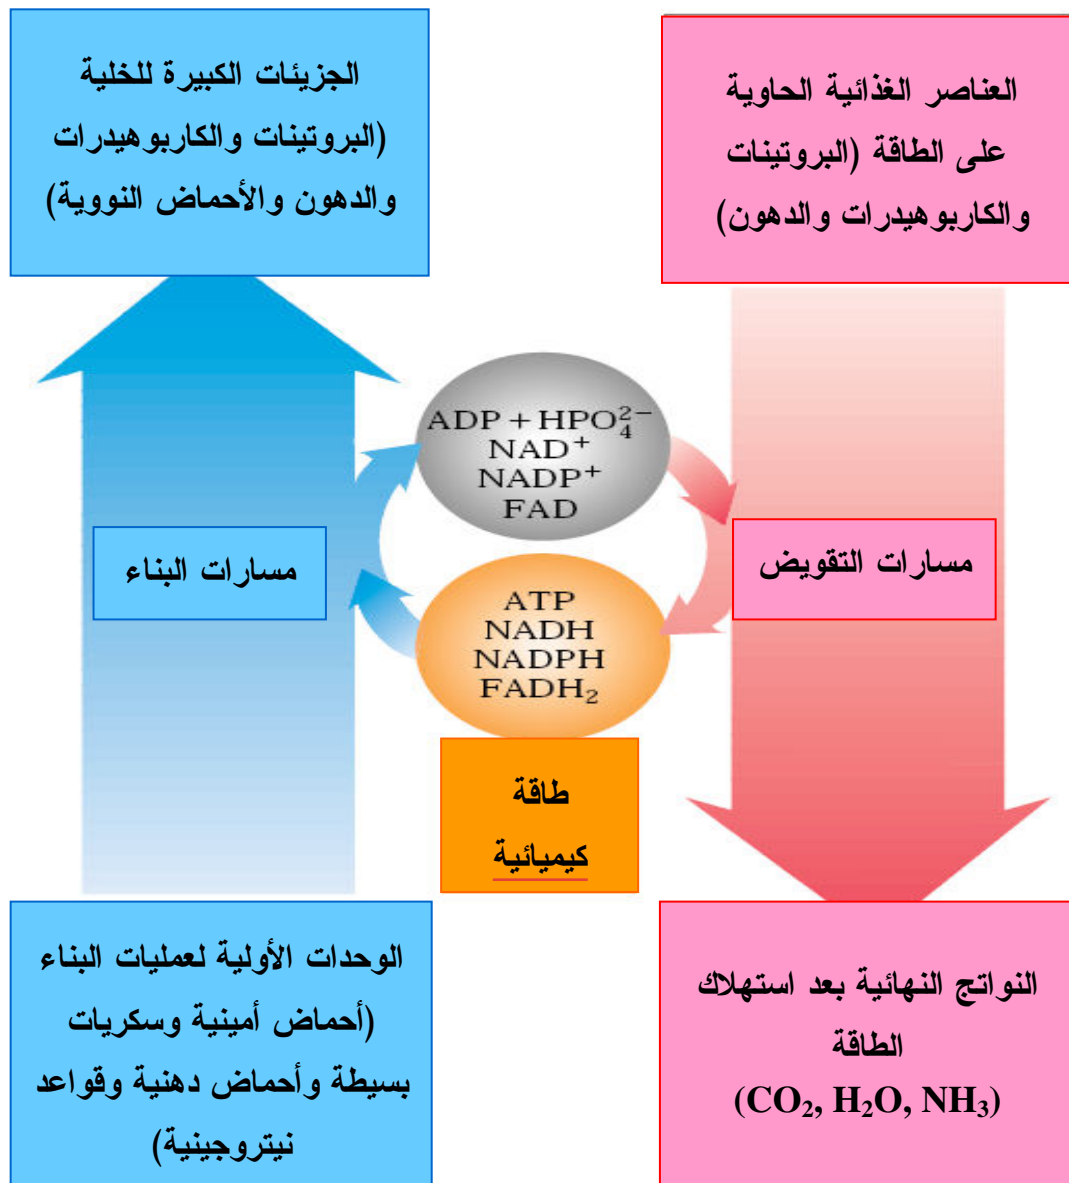 العناصر الغذائية الحاوية
على الطاقة (البروتينات
والكاربوهيدرات والدهون)
الجزيئات الكبيرة للخلية
(البروتينات والكاربوهيدرات
والدهون والأحماض النووية)
ADP + HPO₄²⁻
NAD⁺
NADP⁺
FAD
مسارات التقويض
مسارات البناء
ATP
NADH
NADPH
FADH₂
طاقة
كيميائية
النواتج النهائية بعد استهلاك
الطاقة
(CO₂, H₂O, NH₃)
الوحدات الأولية لعمليات البناء
(أحماض أمينية وسكريات
بسيطة وأحماض دهنية وقواعد
نيتروجينية)